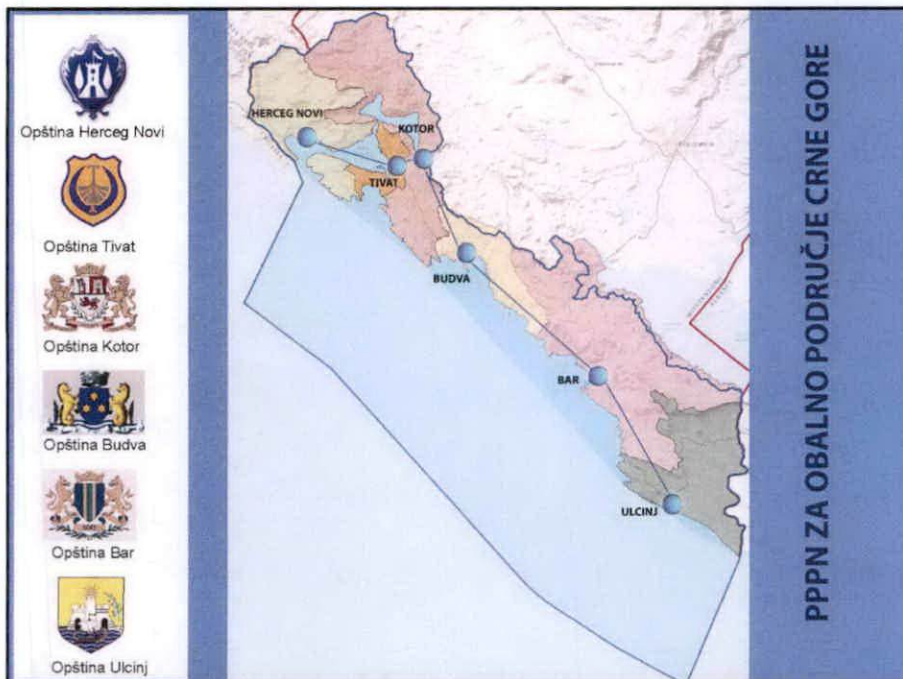 Opština Herceg Novi
Opština Tivat
Opština Kotor
Opština Budva
Opština Bar
Opština Ulcinj
HERCEG NOVI
KOTOR
TIVAT
BUDVA
BAR
ULCINJ
PPPN ZA OBALNO PODRUČJE CRNE GORE